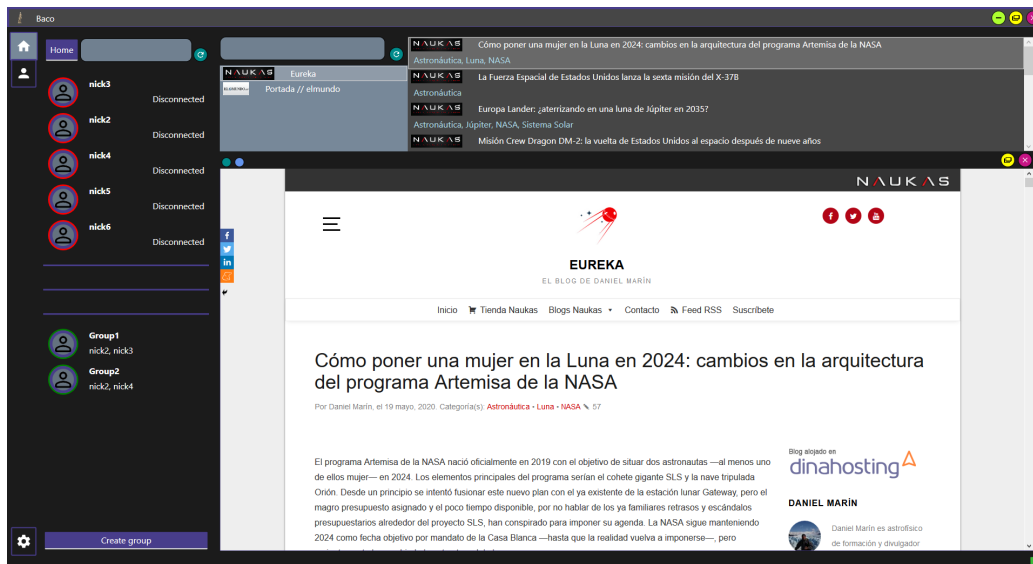 Baco
Home
nick3
Disconnected
nick2
Disconnected
nick4
Disconnected
nick5
Disconnected
nick6
Disconnected
Group1
nick2, nick3
Group2
nick2, nick4
Create group
NAUKAS Eureka
ELMUNDO.es Portada // elmundo
NAUKAS Cómo poner una mujer en la Luna en 2024: cambios en la arquitectura del programa Artemisa de la NASA
Astronáutica, Luna, NASA
NAUKAS La Fuerza Espacial de Estados Unidos lanza la sexta misión del X-37B
Astronáutica
NAUKAS Europa Lander: ¿aterrizando en una luna de Júpiter en 2035?
Astronáutica, Júpiter, NASA, Sistema Solar
NAUKAS Misión Crew Dragon DM-2: la vuelta de Estados Unidos al espacio después de nueve años
NAUKAS
EUREKA
EL BLOG DE DANIEL MARÍN
Inicio Tienda Naukas Blogs Naukas Contacto Feed RSS Suscríbete
Cómo poner una mujer en la Luna en 2024: cambios en la arquitectura
del programa Artemisa de la NASA
Por Daniel Marín, el 19 mayo, 2020. Categoría(s): Astronáutica • Luna • NASA 57
El programa Artemisa de la NASA nació oficialmente en 2019 con el objetivo de situar dos astronautas —al menos uno
de ellos mujer— en 2024. Los elementos principales del programa serían el cohete gigante SLS y la nave tripulada
Orión. Desde un principio se intentó fusionar este nuevo plan con el ya existente de la estación lunar Gateway, pero el
magro presupuesto asignado y el poco tiempo disponible, por no hablar de los ya familiares retrasos y escándalos
presupuestarios alrededor del proyecto SLS, han conspirado para imponer su agenda. La NASA sigue manteniendo
2024 como fecha objetivo por mandato de la Casa Blanca —hasta que la realidad vuelva a imponerse—, pero
Blog alojado en
dinahosting
DANIEL MARÍN
Daniel Marín es astrofísico
de formación y divulgador